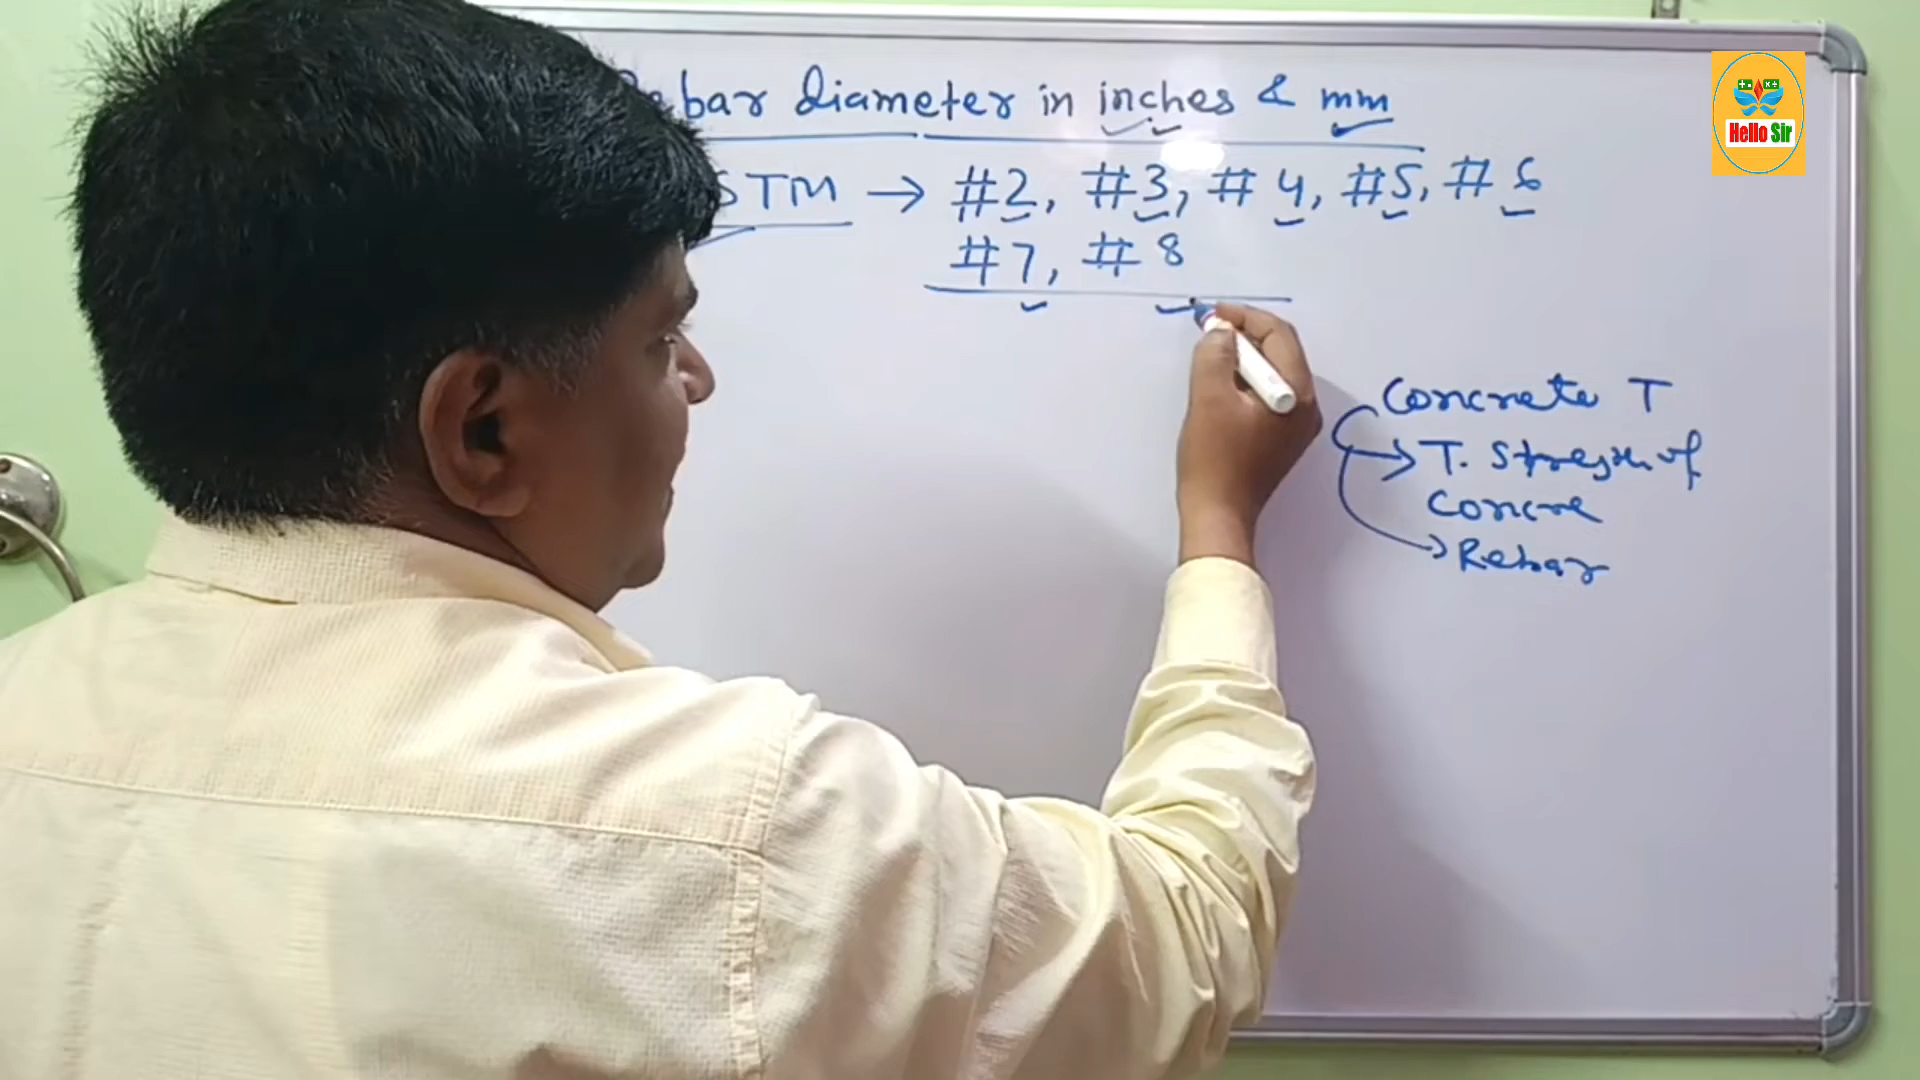 ebar diameter in inches & mm
STM → #2, #3, #4, #5, #6
#7, #8
Concrete T
→ T. Strength of
Concre
→ Rebar
Hello Sir